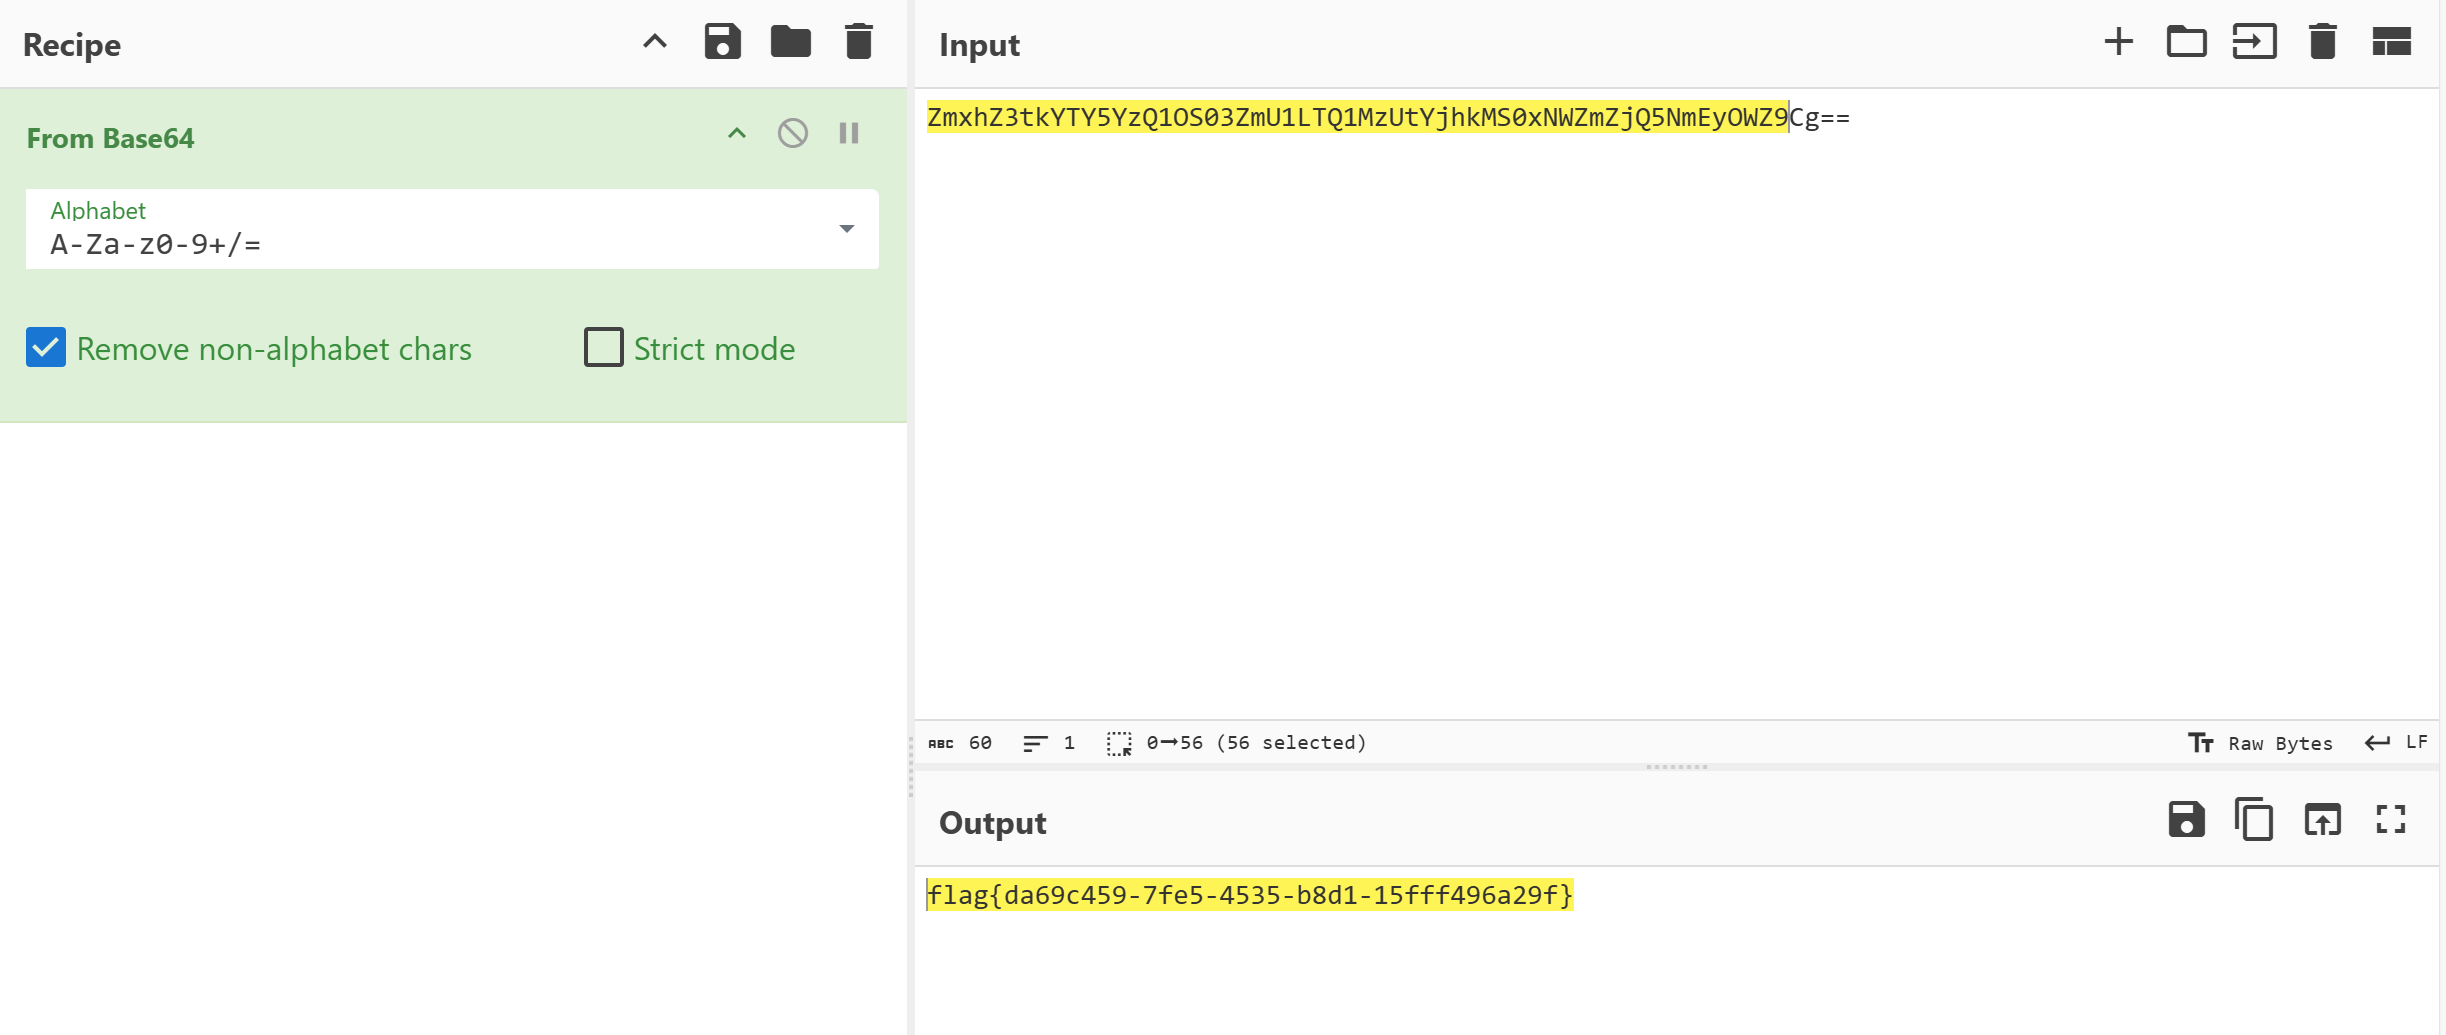 Recipe
From Base64
Alphabet
A-Za-z0-9+/=
Remove non-alphabet chars
Strict mode
Input
ZmxhZ3tkYTY5YzQ1OS03ZmU1LTQ1MzUtYjhkMS0xNWZmZjQ5NmEyOWZ9Cg==
ABC 60
1
0→56 (56 selected)
Raw Bytes
LF
Output
flag{da69c459-7fe5-4535-b8d1-15fff496a29f}